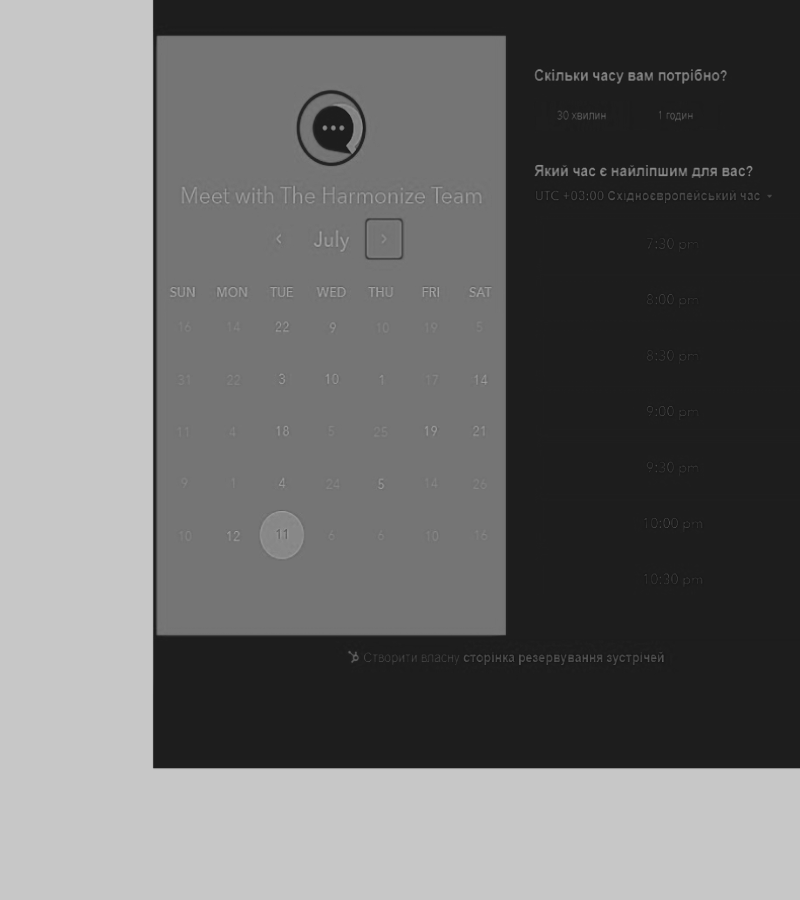 Meet with The Harmonize Team
July
SUN MON TUE WED THU FRI SAT
16 14 22 9 10 19 5
31 22 3 10 1 17 14
11 4 18 5 25 19 21
9 1 4 24 5 14 26
10 12 11 6 6 10 16
Скільки часу вам потрібно?
30 хвилин 1 годин
Який час є найліпшим для вас?
UTC +03:00 Східноєвропейський час
7:30 pm
8:00 pm
8:30 pm
9:00 pm
9:30 pm
10:00 pm
10:30 pm
Створити власну сторінка резервування зустрічей